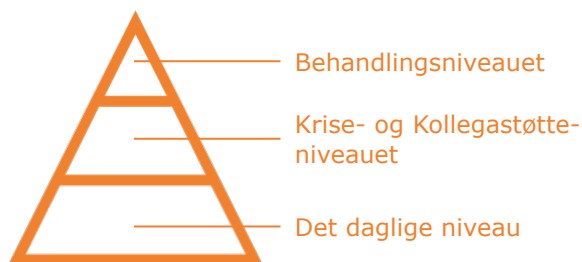 Behandlingsniveauet
Krise- og Kollegastøtte-
niveauet
Det daglige niveau